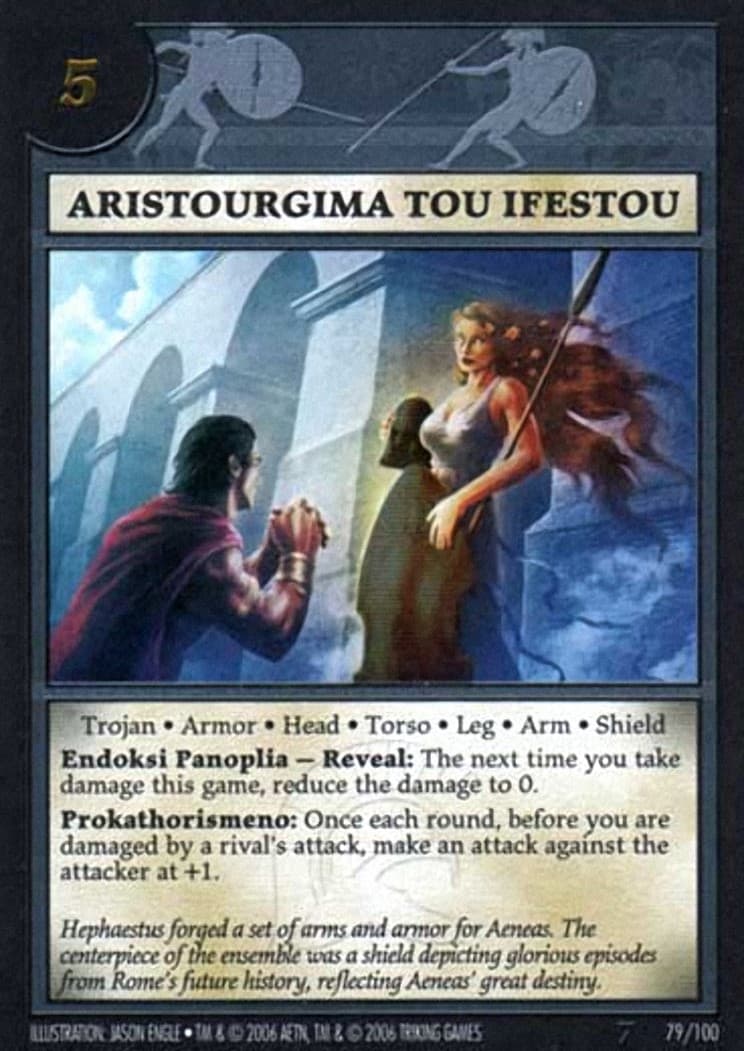 5
ARISTOURGIMA TOU IFESTOU
Trojan • Armor • Head • Torso • Leg • Arm • Shield
Endoksi Panoplia — Reveal: The next time you take
damage this game, reduce the damage to 0.
Prokathorismeno: Once each round, before you are
damaged by a rival's attack, make an attack against the
attacker at +1.
Hephaestus forged a set of arms and armor for Aeneas. The
centerpiece of the ensemble was a shield depicting glorious episodes
from Rome's future history, reflecting Aeneas' great destiny.
ILLUSTRATION: JASON ENGLE • TM & © 2006 AETN, TM & © 2006 TRIKING GAMES 7 79/100